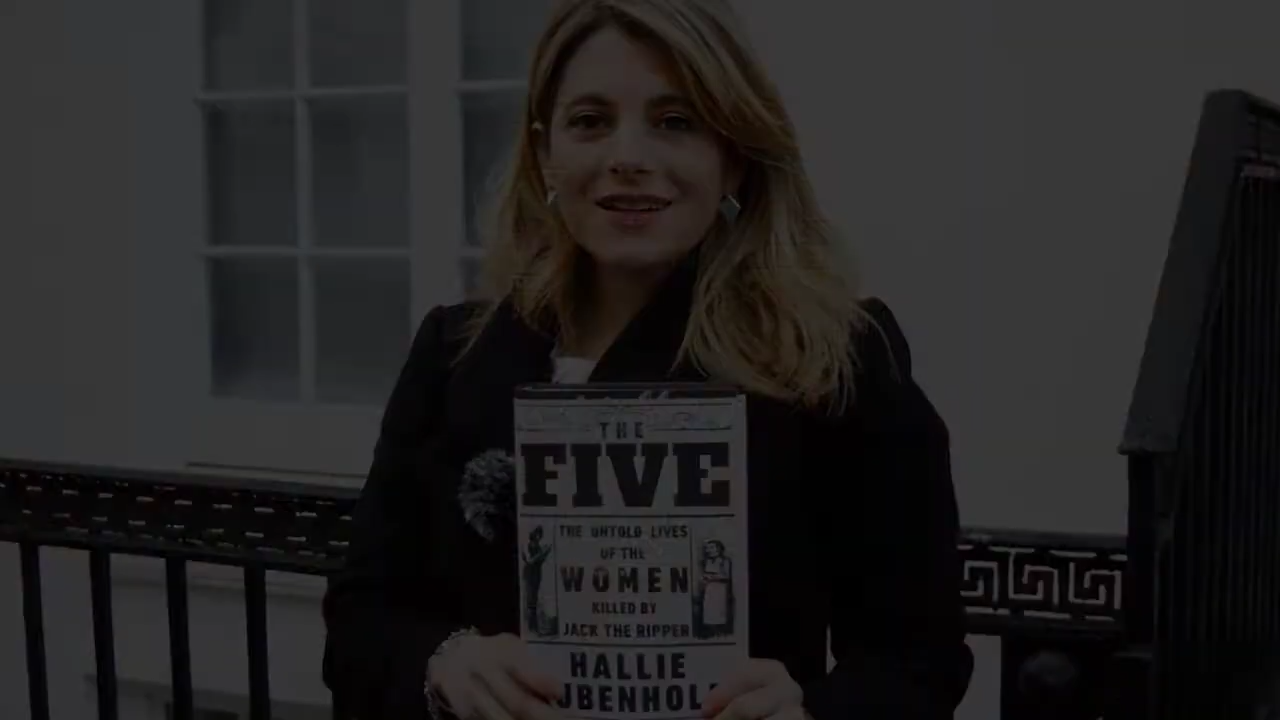 THE
FIVE
THE UNTOLD LIVES
OF THE
WOMEN
KILLED BY
JACK THE RIPPER
HALLIE